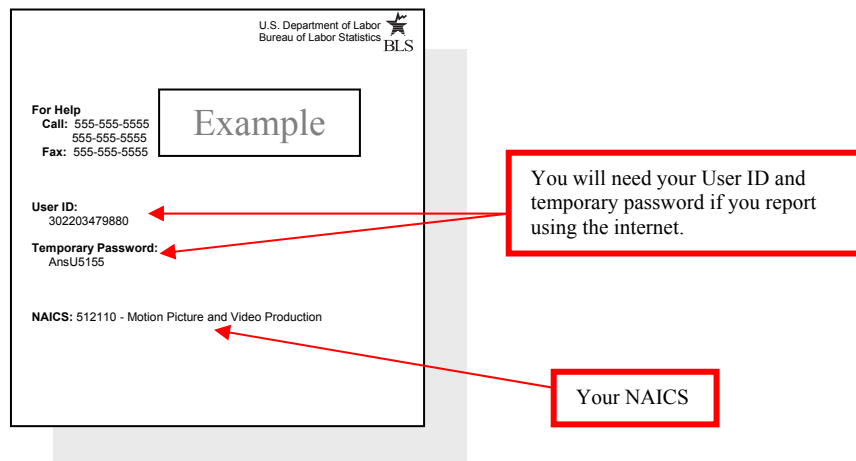 U.S. Department of Labor
Bureau of Labor Statistics
BLS
For Help
Call: 555-555-5555
555-555-5555
Fax: 555-555-5555
Example
User ID:
302203479880
Temporary Password:
AnsU5155
NAICS: 512110 - Motion Picture and Video Production
You will need your User ID and
temporary password if you report
using the internet.
Your NAICS